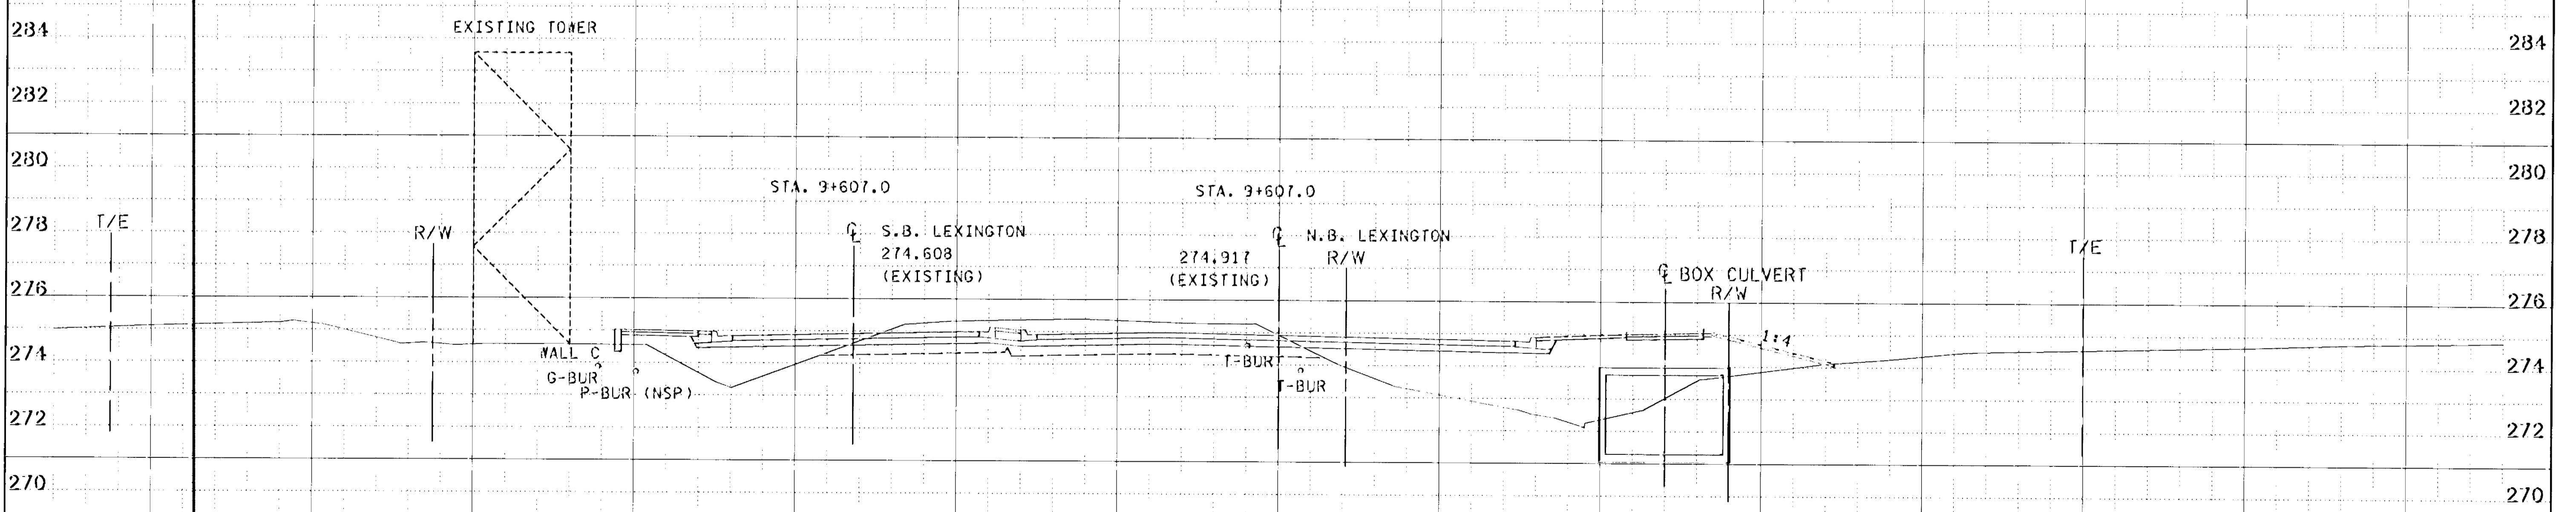 EXISTING TOWER
284
284
282
282
280
280
STA. 9+607.0
STA. 9+607.0
278
T/E
R/W
℄ S.B. LEXINGTON
274.608
(EXISTING)
℄ N.B. LEXINGTON
R/W
274.917
(EXISTING)
T/E
278
276
℄ BOX CULVERT
R/W
276
1:4
274
WALL C
G-BUR
P-BUR (NSP)
T-BUR
T-BUR
274
272
272
270
270